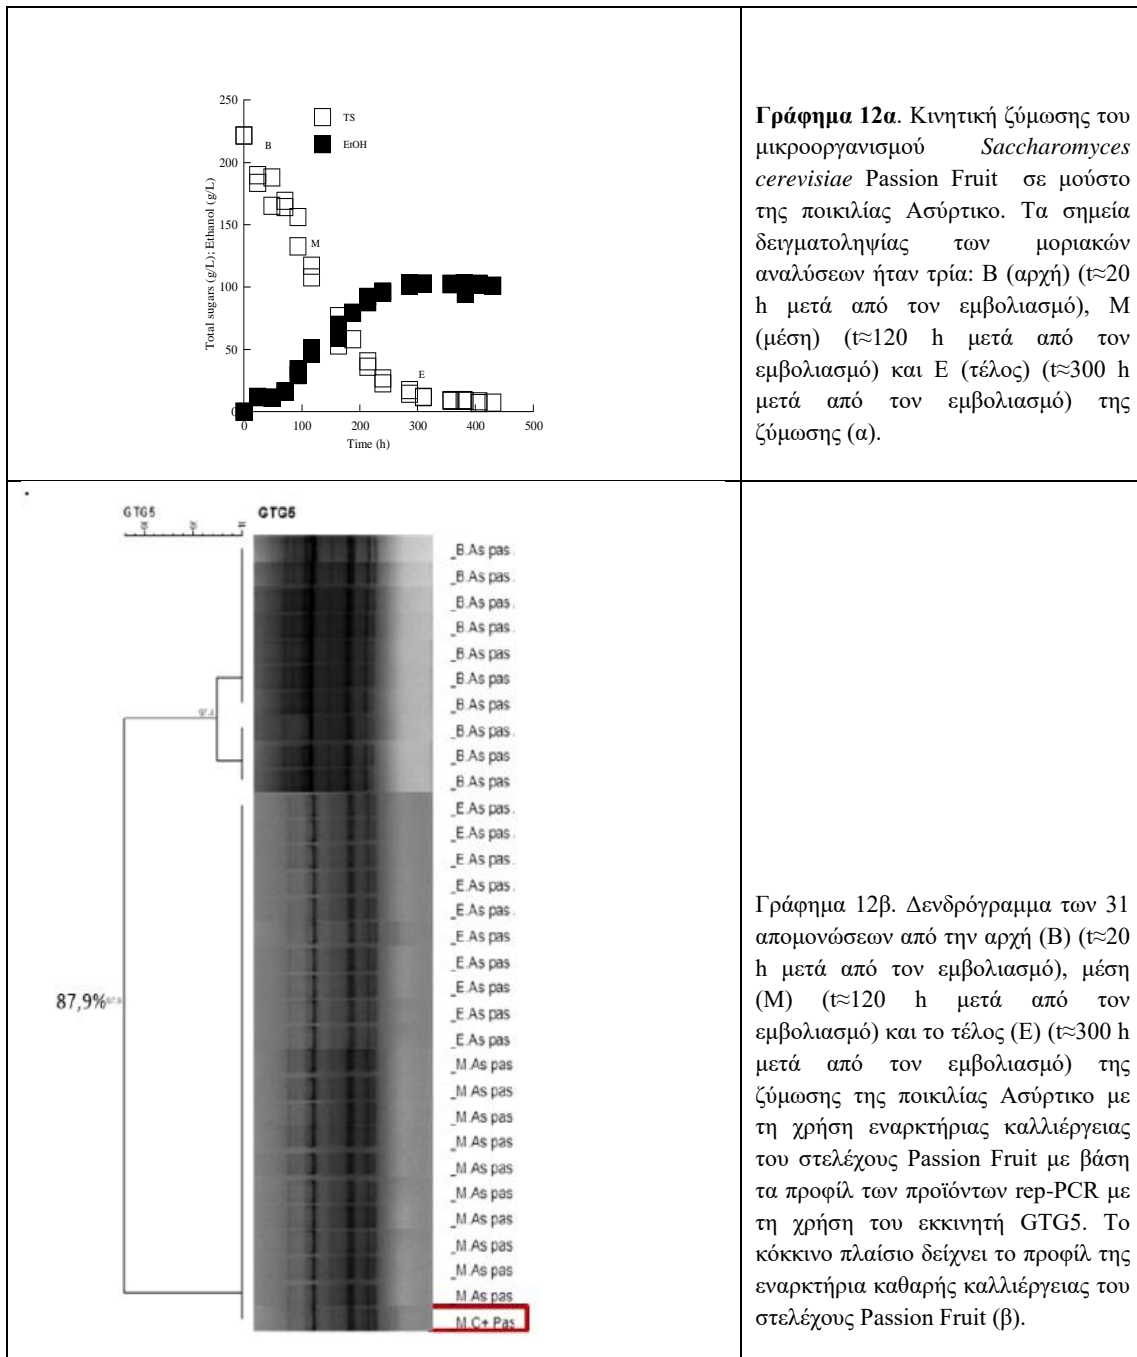 250
200
150
100
50
0
0 100 200 300 400 500
Total sugars (g/L); Ethanol (g/L)
Time (h)
TS
EtOH
B
M
E
Γράφημα 12α. Κινητική ζύμωσης του
μικροοργανισμού Saccharomyces
cerevisiae Passion Fruit σε μούστο
της ποικιλίας Ασύρτικο. Τα σημεία
δειγματοληψίας των μοριακών
αναλύσεων ήταν τρία: Β (αρχή) (t≈20
h μετά από τον εμβολιασμό), Μ
(μέση) (t≈120 h μετά από τον
εμβολιασμό) και Ε (τέλος) (t≈300 h
μετά από τον εμβολιασμό) της
ζύμωσης (α).
GTG5
GTG5
97.4
87,9%
_B.As pas.
_B.As pas.
_B.As pas.
_B.As pas.
_B.As pas
_B.As pas
_B.As pas.
_B.As pas.
_B.As pas
_B.As pas
_E.As pas.
_E.As pas.
_E.As pas.
_E.As pas.
_E.As pas.
_E.As pas
_E.As pas
_E.As pas
_E.As pas
_E.As pas
_M.As pas
_M.As pas
_M.As pas
_M.As pas
_M.As pas
_M.As pas
_M.As pas
_M.As pas
_M.As pas
_M.As pas
_M.C+ Pas
Γράφημα 12β. Δενδρόγραμμα των 31
απομονώσεων από την αρχή (Β) (t≈20
h μετά από τον εμβολιασμό), μέση
(Μ) (t≈120 h μετά από τον
εμβολιασμό) και το τέλος (Ε) (t≈300 h
μετά από τον εμβολιασμό) της
ζύμωσης της ποικιλίας Ασύρτικο με
τη χρήση εναρκτήριας καλλιέργειας
του στελέχους Passion Fruit με βάση
τα προφίλ των προϊόντων rep-PCR με
τη χρήση του εκκινητή GTG5. Το
κόκκινο πλαίσιο δείχνει το προφίλ της
εναρκτήρια καθαρής καλλιέργειας του
στελέχους Passion Fruit (β).